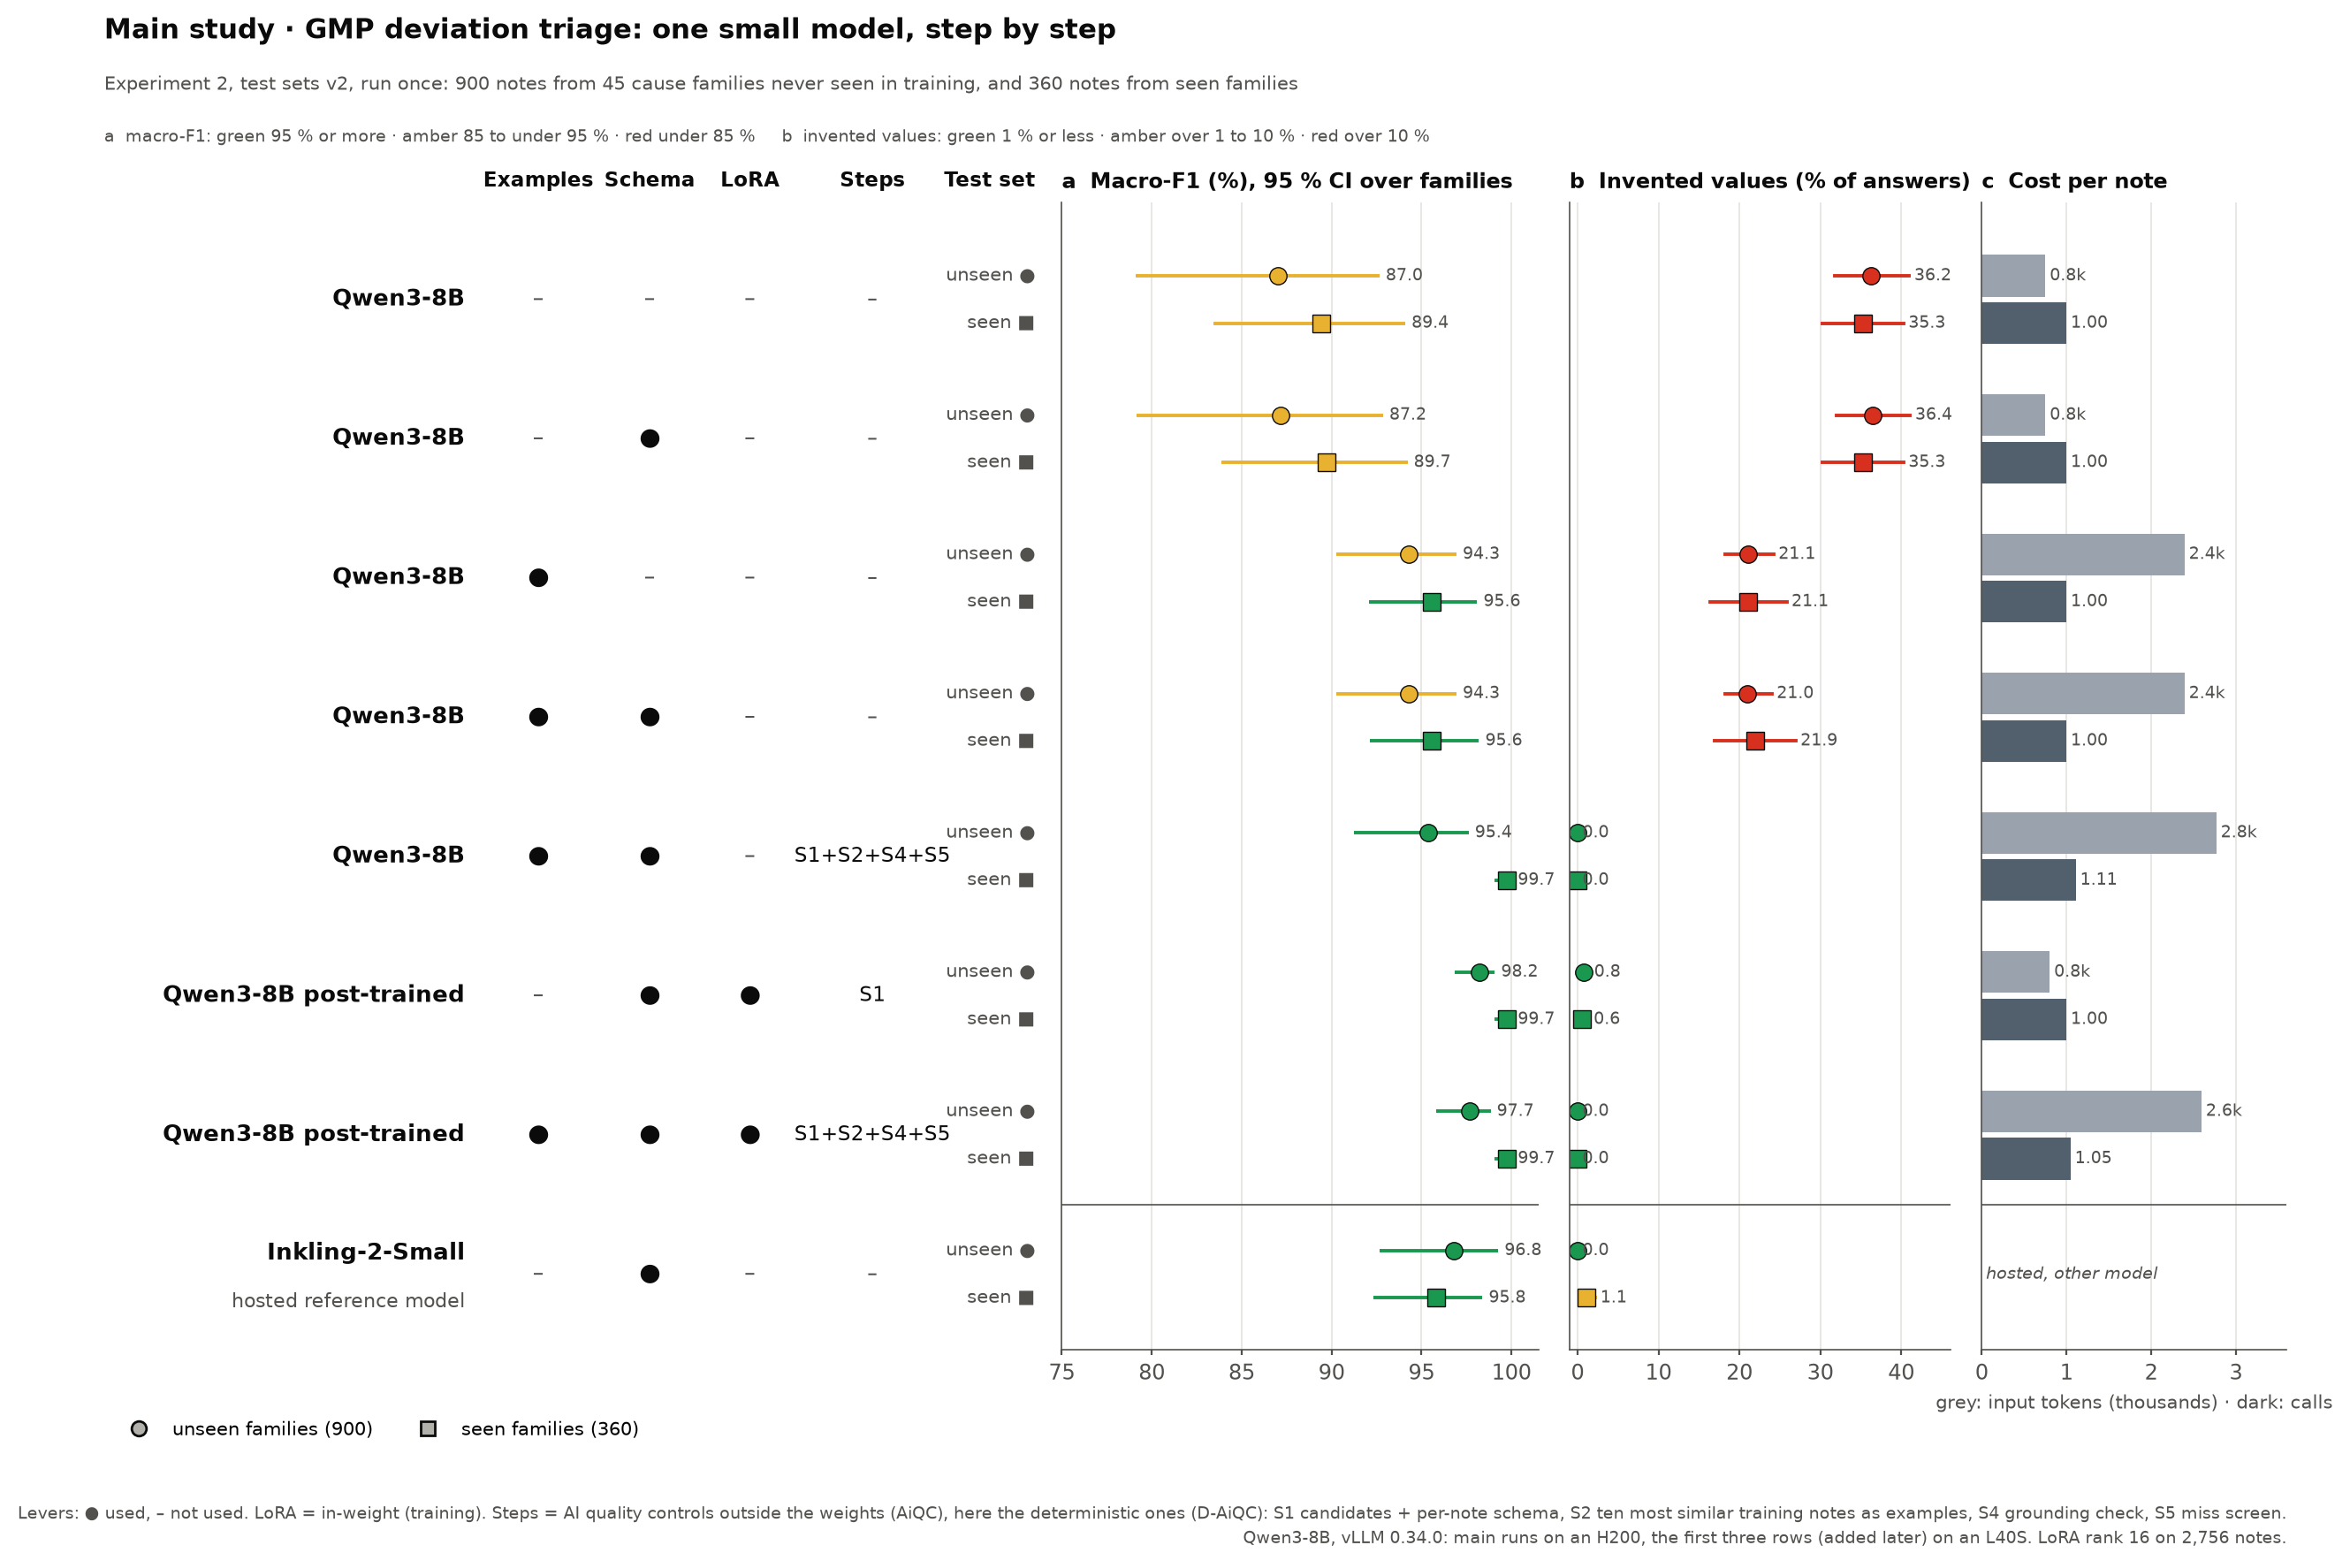 Main study · GMP deviation triage: one small model, step by step
Experiment 2, test sets v2, run once: 900 notes from 45 cause families never seen in training, and 360 notes from seen families
a macro-F1: green 95 % or more · amber 85 to under 95 % · red under 85 % b invented values: green 1 % or less · amber over 1 to 10 % · red over 10 %
Examples Schema LoRA Steps Test set a Macro-F1 (%), 95 % CI over families b Invented values (% of answers) c Cost per note
unseen 87.0 36.2 0.8k
Qwen3-8B – – – –
seen 89.4 35.3 1.00
unseen 87.2 36.4 0.8k
Qwen3-8B – ● – –
seen 89.7 35.3 1.00
unseen 94.3 21.1 2.4k
Qwen3-8B ● – – –
seen 95.6 21.1 1.00
unseen 94.3 21.0 2.4k
Qwen3-8B ● ● – –
seen 95.6 21.9 1.00
unseen 95.4 0.0 2.8k
Qwen3-8B ● ● – S1+S2+S4+S5
seen 99.7 0.0 1.11
unseen 98.2 0.8 0.8k
Qwen3-8B post-trained – ● ● S1
seen 99.7 0.6 1.00
unseen 97.7 0.0 2.6k
Qwen3-8B post-trained ● ● ● S1+S2+S4+S5
seen 99.7 0.0 1.05
Inkling-2-Small unseen 96.8 0.0
– ● – – hosted, other model
hosted reference model seen 95.8 1.1
75 80 85 90 95 100 0 10 20 30 40 0 1 2 3
grey: input tokens (thousands) · dark: calls
unseen families (900) seen families (360)
Levers: ● used, – not used. LoRA = in-weight (training). Steps = AI quality controls outside the weights (AiQC), here the deterministic ones (D-AiQC): S1 candidates + per-note schema, S2 ten most similar training notes as examples, S4 grounding check, S5 miss screen.
Qwen3-8B, vLLM 0.34.0: main runs on an H200, the first three rows (added later) on an L40S. LoRA rank 16 on 2,756 notes.